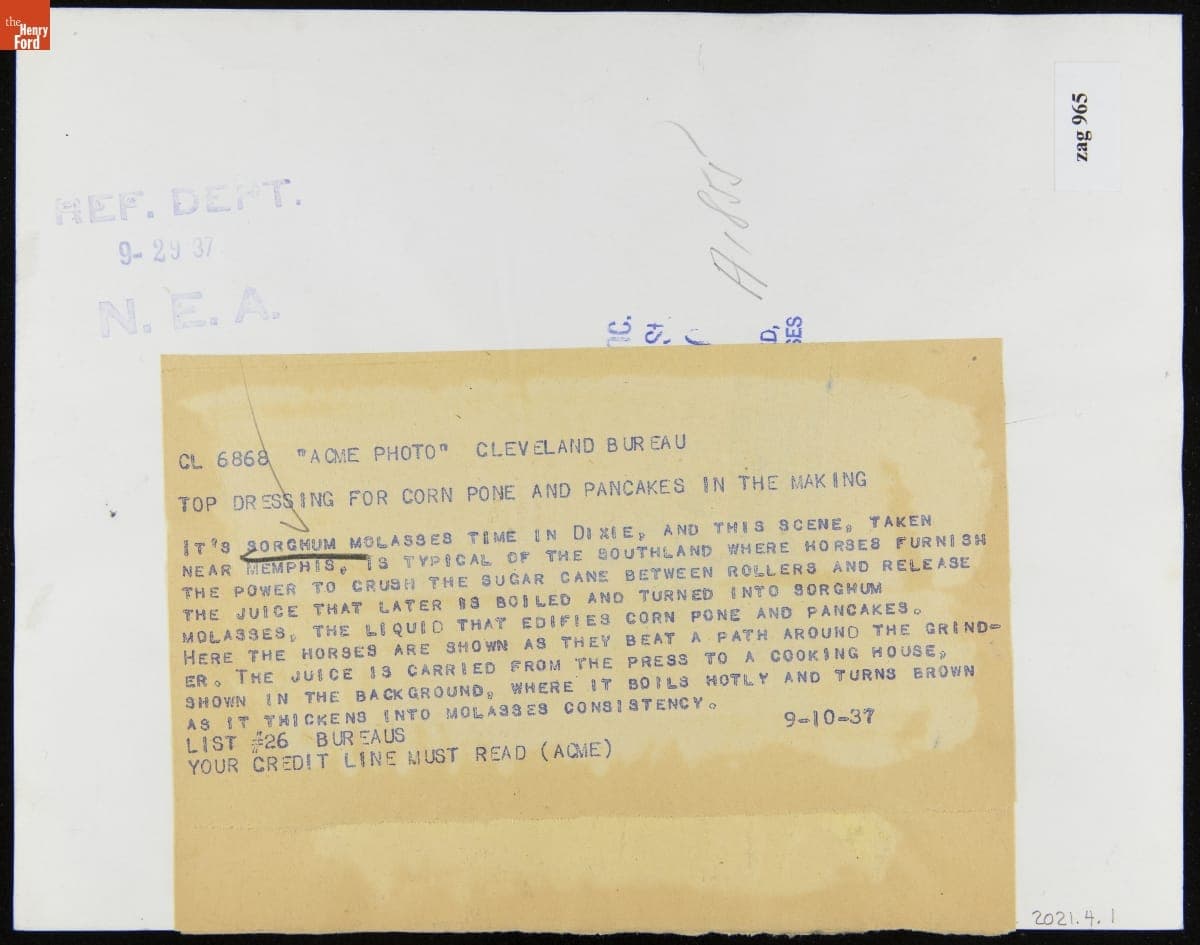 the
Henry
Ford
zag 965
REF. DEPT.
9-29 37
N. E. A.
A1855
CL 6868 "ACME PHOTO" CLEVELAND BUREAU
TOP DRESSING FOR CORN PONE AND PANCAKES IN THE MAKING
IT'S SORGHUM MOLASSES TIME IN DIXIE, AND THIS SCENE, TAKEN
NEAR MEMPHIS, IS TYPICAL OF THE SOUTHLAND WHERE HORSES FURNISH
THE POWER TO CRUSH THE SUGAR CANE BETWEEN ROLLERS AND RELEASE
THE JUICE THAT LATER IS BOILED AND TURNED INTO SORGHUM
MOLASSES, THE LIQUID THAT EDIFIES CORN PONE AND PANCAKES.
HERE THE HORSES ARE SHOWN AS THEY BEAT A PATH AROUND THE GRIND-
ER. THE JUICE IS CARRIED FROM THE PRESS TO A COOKING HOUSE,
SHOWN IN THE BACKGROUND, WHERE IT BOILS HOTLY AND TURNS BROWN
AS IT THICKENS INTO MOLASSES CONSISTENCY. 9-10-37
LIST #26 BUREAUS
YOUR CREDIT LINE MUST READ (ACME)
2021.4.1